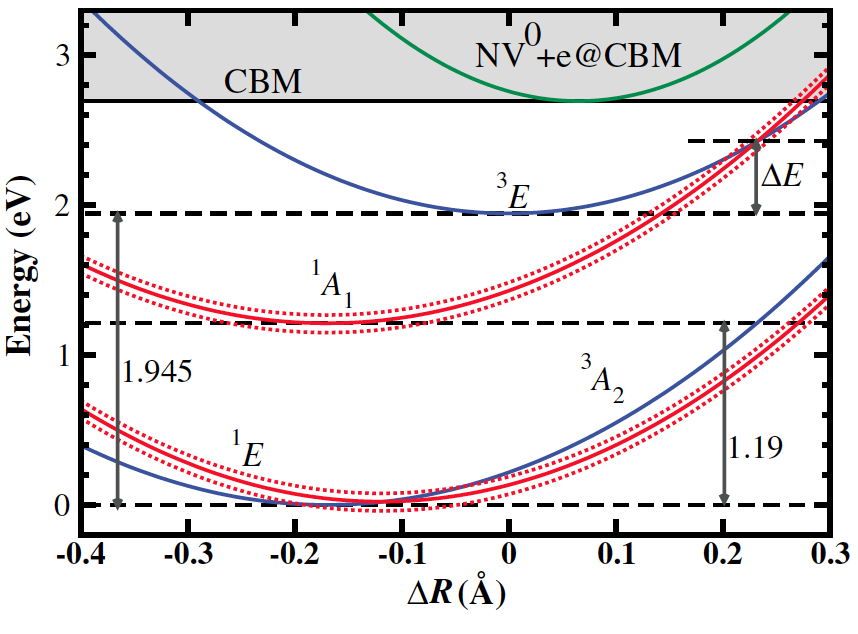 NV⁰+e@CBM
CBM
³E
ΔE
¹A₁
1.945
³A₂
¹E
1.19
3
2
1
0
Energy (eV)
-0.4 -0.3 -0.2 -0.1 0 0.1 0.2 0.3
ΔR (Å)